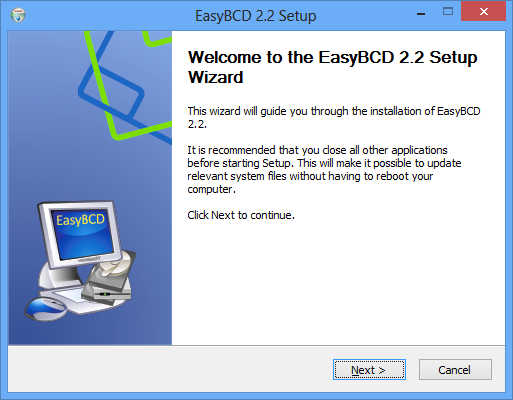 EasyBCD 2.2 Setup
Welcome to the EasyBCD 2.2 Setup
Wizard
This wizard will guide you through the installation of EasyBCD
2.2.
It is recommended that you close all other applications
before starting Setup. This will make it possible to update
relevant system files without having to reboot your
computer.
Click Next to continue.
EasyBCD
Next >
Cancel